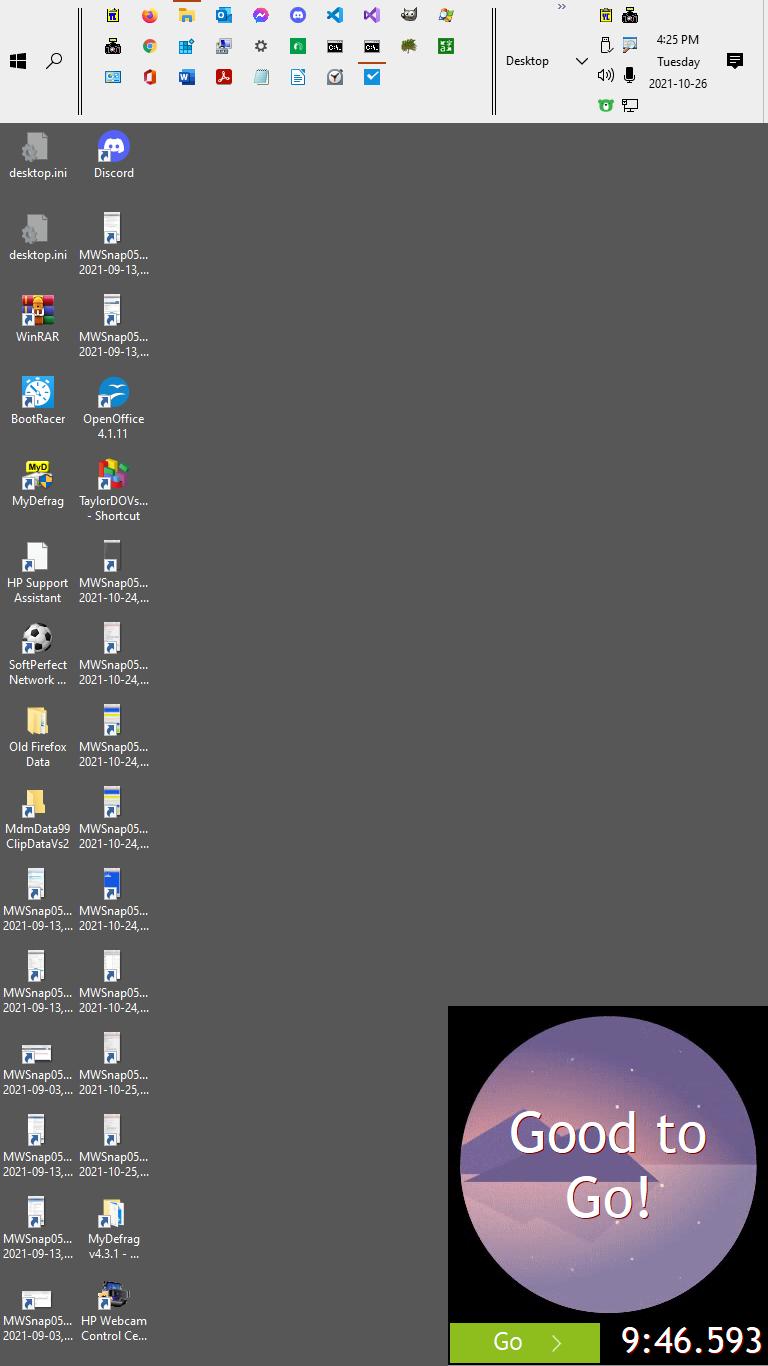 »
4:25 PM
Desktop
Tuesday
2021-10-26
desktop.ini
Discord
desktop.ini
MWSnap05...
2021-09-13,...
WinRAR
MWSnap05...
2021-09-13,...
BootRacer
OpenOffice
4.1.11
MyD
MyDefrag
TaylorDOVs...
- Shortcut
HP Support
Assistant
MWSnap05...
2021-10-24,...
SoftPerfect
Network ...
MWSnap05...
2021-10-24,...
Old Firefox
Data
MWSnap05...
2021-10-24,...
MdmData99
ClipDataVs2
MWSnap05...
2021-10-24,...
MWSnap05...
2021-09-13,...
MWSnap05...
2021-10-24,...
MWSnap05...
2021-09-13,...
MWSnap05...
2021-10-24,...
MWSnap05...
2021-09-03,...
MWSnap05...
2021-10-25,...
MWSnap05...
2021-09-13,...
MWSnap05...
2021-10-25,...
MWSnap05...
2021-09-13,...
MyDefrag
v4.3.1 - ...
MWSnap05...
2021-09-03,...
HP Webcam
Control Ce...
Good to
Go!
Go
9:46.593